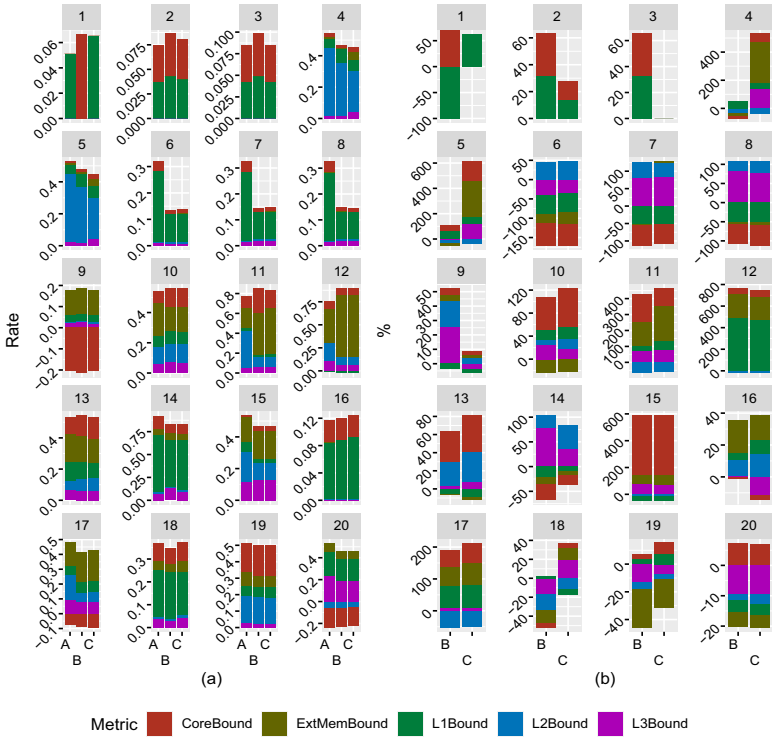 1 2 3 4 1 2 3 4
0.06 0.04 0.02 0.00 0.075 0.050 0.025 0.000 0.100 0.075 0.050 0.025 0.000 0.4 0.2 0.0 50 0 −50 −100 60 40 20 0 60 40 20 0 400 200 0
5 6 7 8 5 6 7 8
0.4 0.2 0.0 0.3 0.2 0.1 0.0 0.3 0.2 0.1 0.0 0.3 0.2 0.1 0.0 600 400 200 0 50 0 −50 −100 −150 100 50 0 −50 −100 100 50 0 −50 −100
9 10 11 12 9 10 11 12
0.2 0.1 0.0 −0.1 −0.2 0.4 0.2 0.0 0.8 0.6 0.4 0.2 0.0 0.75 0.50 0.25 0.00 50 40 30 20 10 0 120 80 40 0 500 400 300 200 100 0 800 600 400 200 0
13 14 15 16 13 14 15 16
0.4 0.2 0.0 0.75 0.50 0.25 0.00 0.4 0.2 0.0 0.12 0.08 0.04 0.00 80 60 40 20 0 100 50 0 −50 600 400 200 0 40 20 0
17 18 19 20 17 18 19 20
0.5 0.4 0.3 0.2 0.1 0.0 −0.1 0.3 0.2 0.1 0.0 0.5 0.4 0.3 0.2 0.1 0.0 0.4 0.2 0.0 −0.2 200 100 0 40 20 0 −20 −40 20 0 −20 −40 0 −10 −20
Rate
%
A C A C A C A C B B B B
B B B B C C C C
(a) (b)
Metric CoreBound ExtMemBound L1Bound L2Bound L3Bound